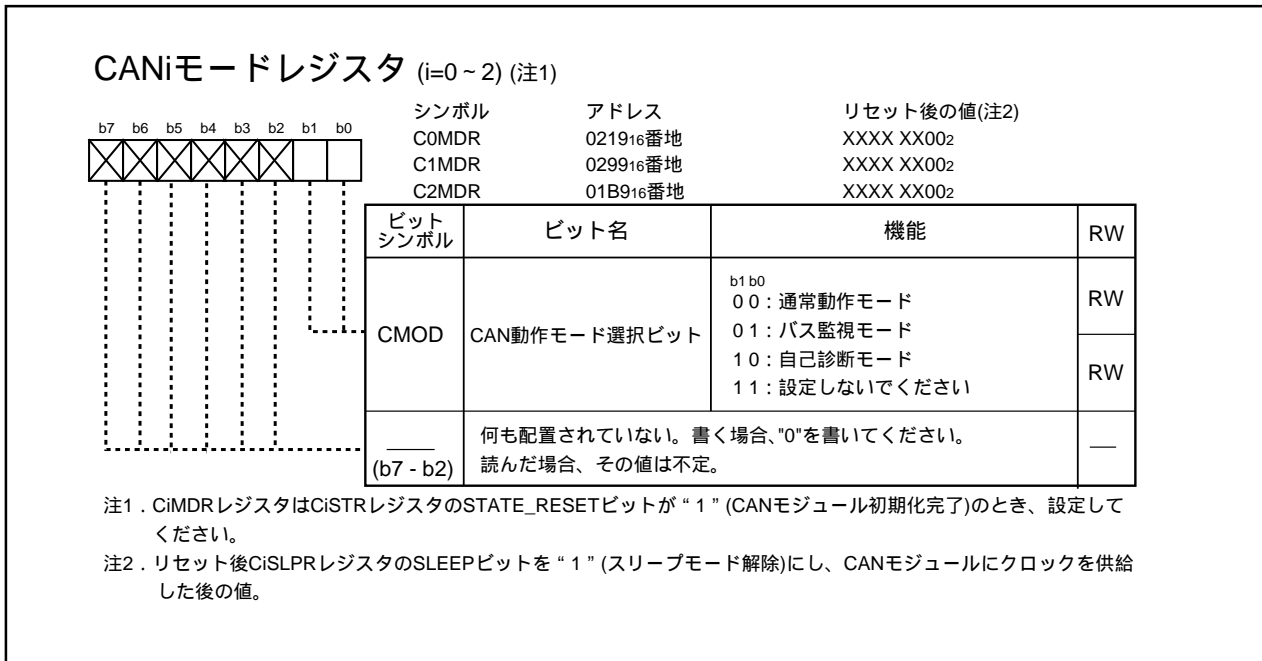 CANiモードレジスタ (i=0～2) (注1)
b7 b6 b5 b4 b3 b2 b1 b0
シンボル アドレス リセット後の値(注2)
C0MDR 021916番地 XXXX XX002
C1MDR 029916番地 XXXX XX002
C2MDR 01B916番地 XXXX XX002
ビット
シンボル
ビット名 機能 RW
CMOD CAN動作モード選択ビット
b1 b0
0 0：通常動作モード
0 1：バス監視モード
1 0：自己診断モード
1 1：設定しないでください
RW
RW
(b7 - b2)
何も配置されていない。書く場合、"0"を書いてください。
読んだ場合、その値は不定。
注1．CiMDRレジスタはCiSTRレジスタのSTATE_RESETビットが“1”(CANモジュール初期化完了)のとき、設定して
ください。
注2．リセット後CiSLPRレジスタのSLEEPビットを“1”(スリープモード解除)にし、CANモジュールにクロックを供給
した後の値。